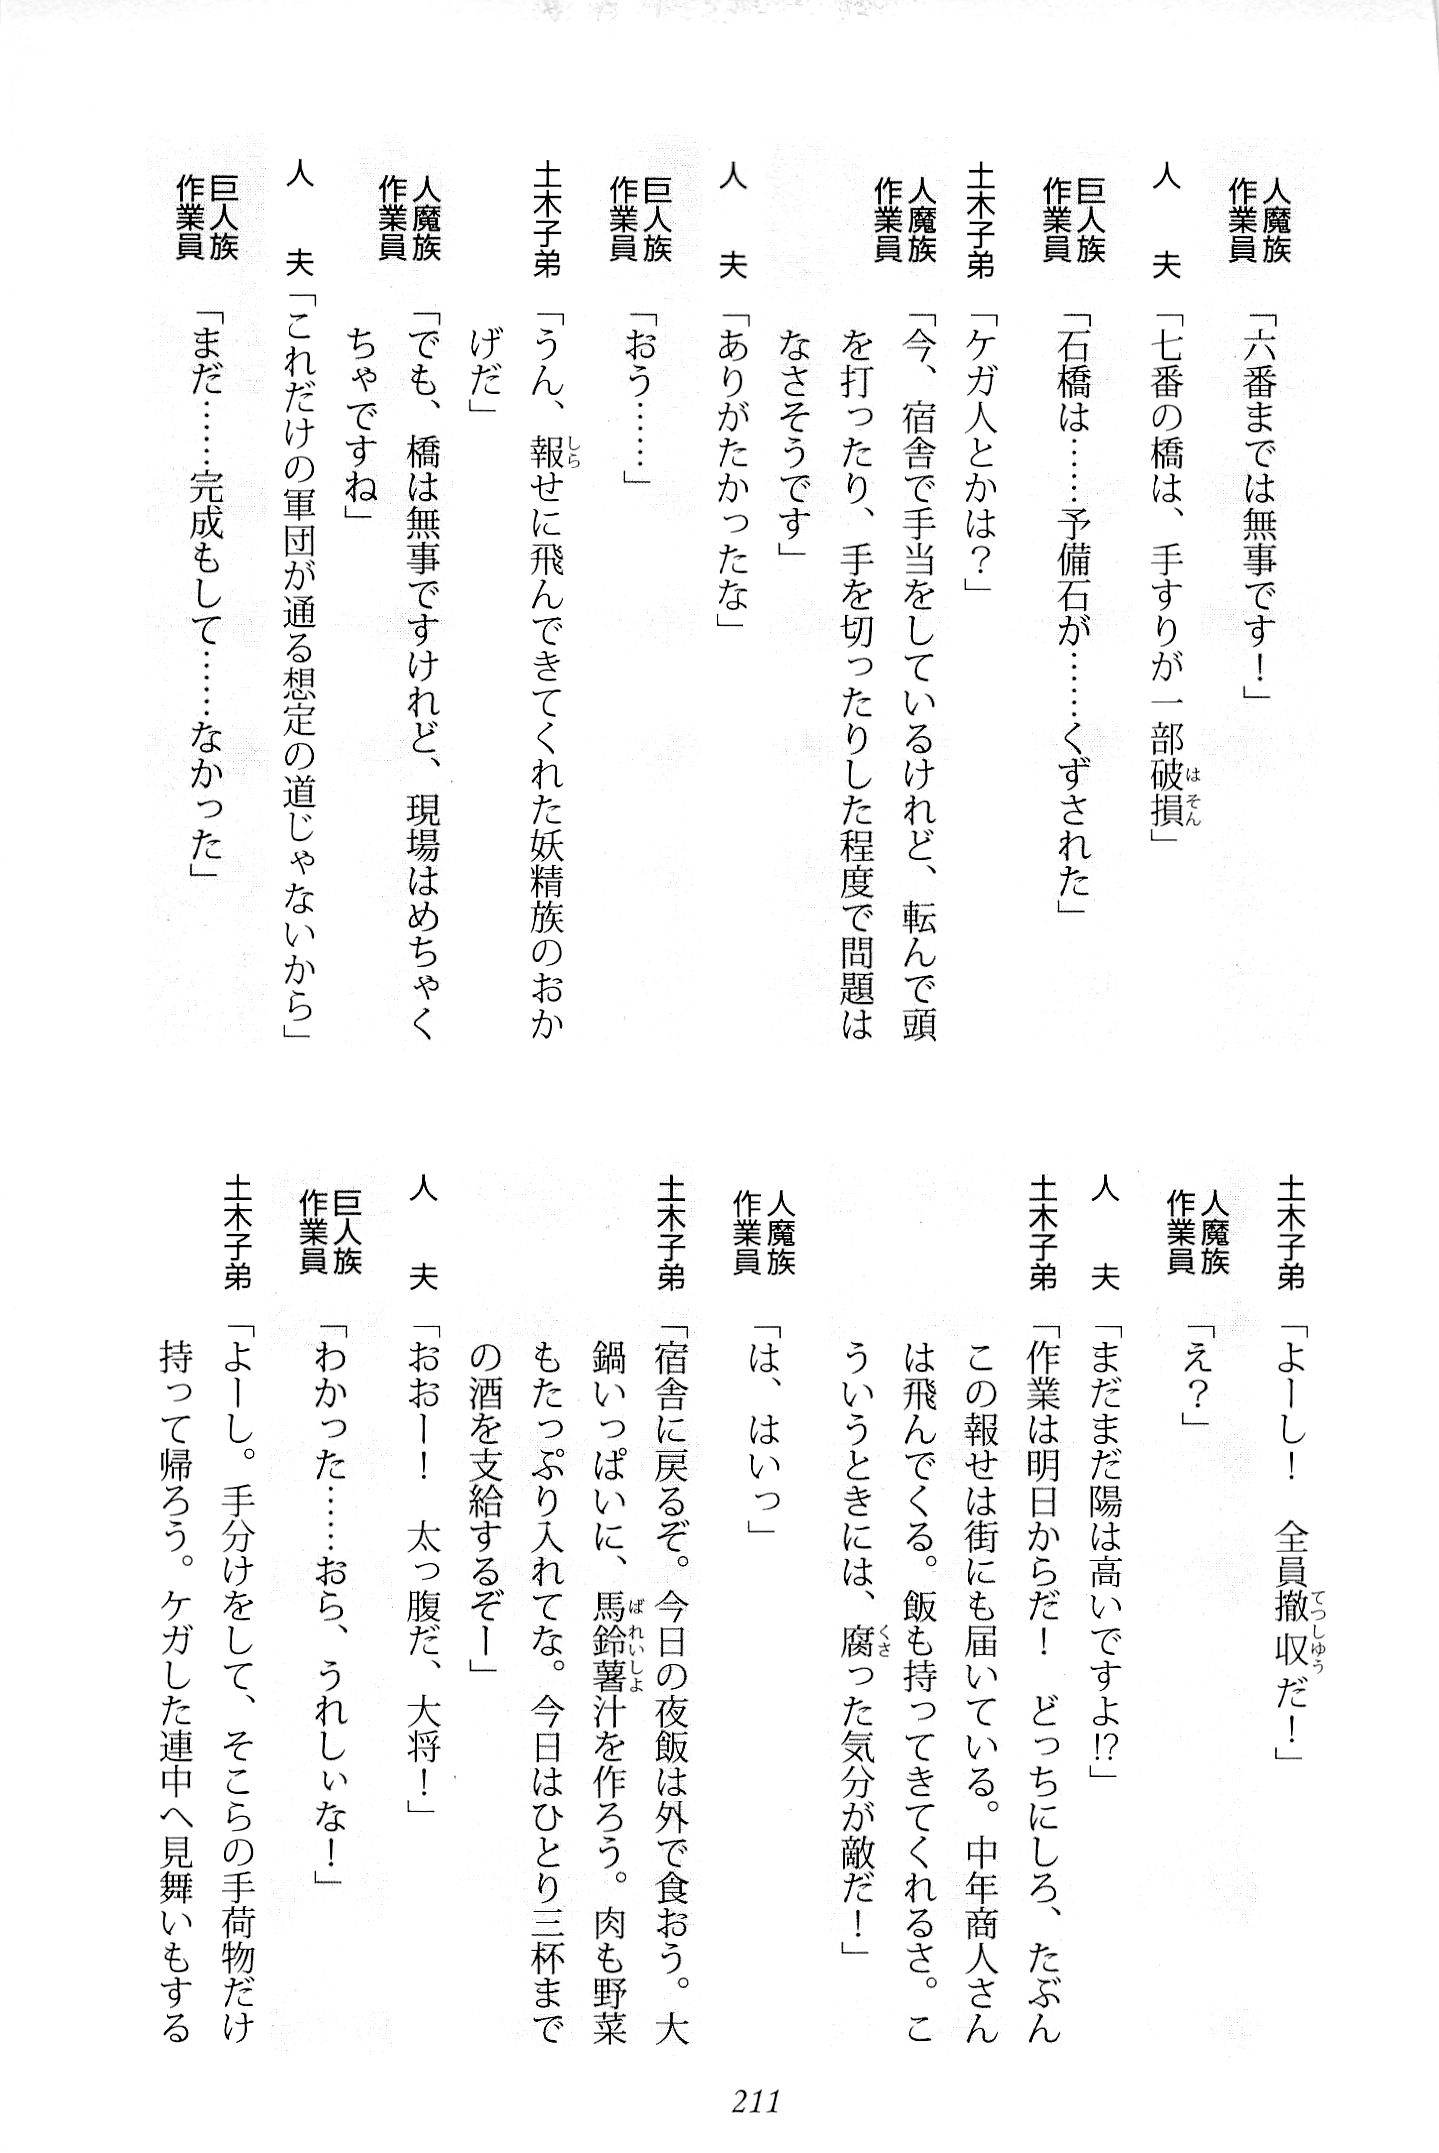 人魔族作業員「六番までは無事です！」
人　夫「七番の橋は、手すりが一部破損」
巨人族作業員「石橋は……予備石が……くずされた」
土木子弟「ケガ人とかは？」
人魔族作業員「今、宿舎で手当をしているけれど、転んで頭
を打ったり、手を切ったりした程度で問題は
なさそうです」
人　夫「ありがたかったな」
巨人族作業員「おう……」
土木子弟「うん、報せに飛んできてくれた妖精族のおか
げだ」
人魔族作業員「でも、橋は無事ですけれど、現場はめちゃく
ちゃですね」
人　夫「これだけの軍団が通る想定の道じゃないから」
巨人族作業員「まだ……完成もして……なかった」
土木子弟「よーし！　全員撤収だ！」
人魔族作業員「え？」
人　夫「まだまだ陽は高いですよ!?」
土木子弟「作業は明日からだ！　どっちにしろ、たぶん
この報せは街にも届いている。中年商人さん
は飛んでくる。飯も持ってきてくれるさ。こ
ういうときには、腐った気分が敵だ！」
人魔族作業員「は、はいっ」
土木子弟「宿舎に戻るぞ。今日の夜飯は外で食おう。大
鍋いっぱいに、馬鈴薯汁を作ろう。肉も野菜
もたっぷり入れてな。今日はひとり三杯まで
の酒を支給するぞー」
人　夫「おおー！　太っ腹だ、大将！」
巨人族作業員「わかった……おら、うれしぃな！」
土木子弟「よーし。手分けをして、そこらの手荷物だけ
持って帰ろう。ケガした連中へ見舞いもする
211